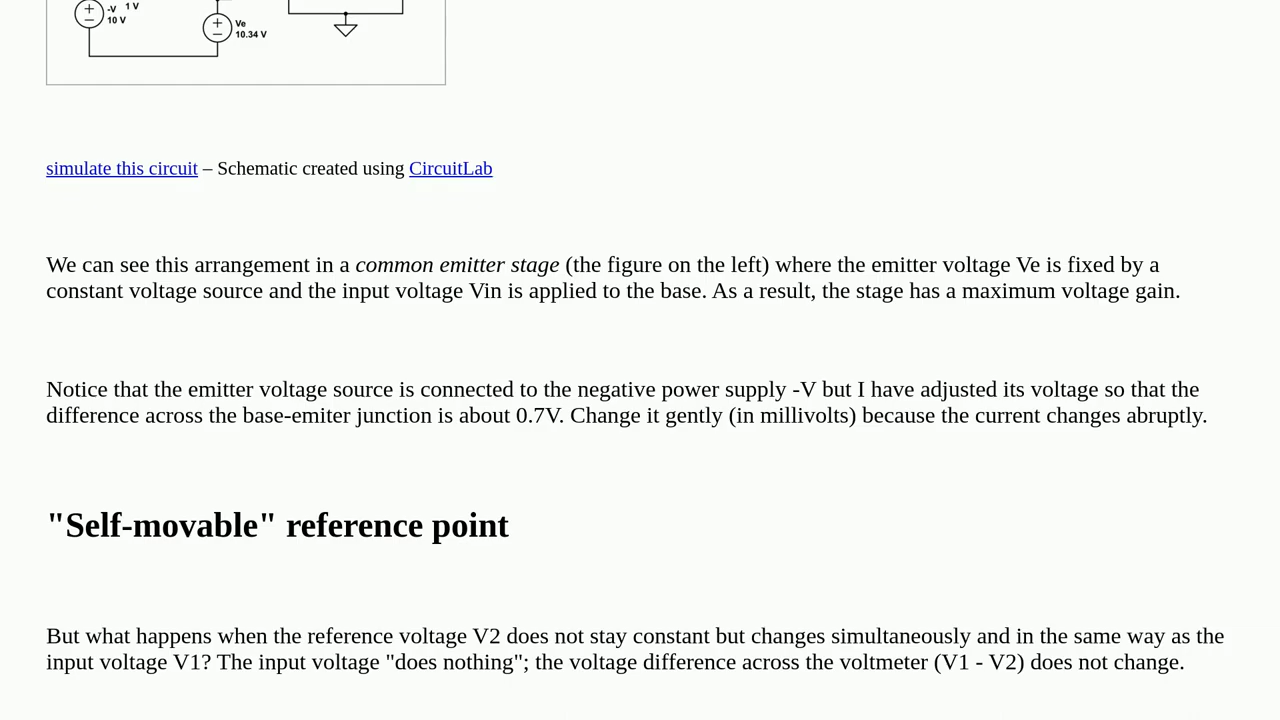 -V 1 V
10 V
Ve
10.34 V
simulate this circuit – Schematic created using CircuitLab
We can see this arrangement in a common emitter stage (the figure on the left) where the emitter voltage Ve is fixed by a
constant voltage source and the input voltage Vin is applied to the base. As a result, the stage has a maximum voltage gain.
Notice that the emitter voltage source is connected to the negative power supply -V but I have adjusted its voltage so that the
difference across the base-emiter junction is about 0.7V. Change it gently (in millivolts) because the current changes abruptly.
"Self-movable" reference point
But what happens when the reference voltage V2 does not stay constant but changes simultaneously and in the same way as the
input voltage V1? The input voltage "does nothing"; the voltage difference across the voltmeter (V1 - V2) does not change.